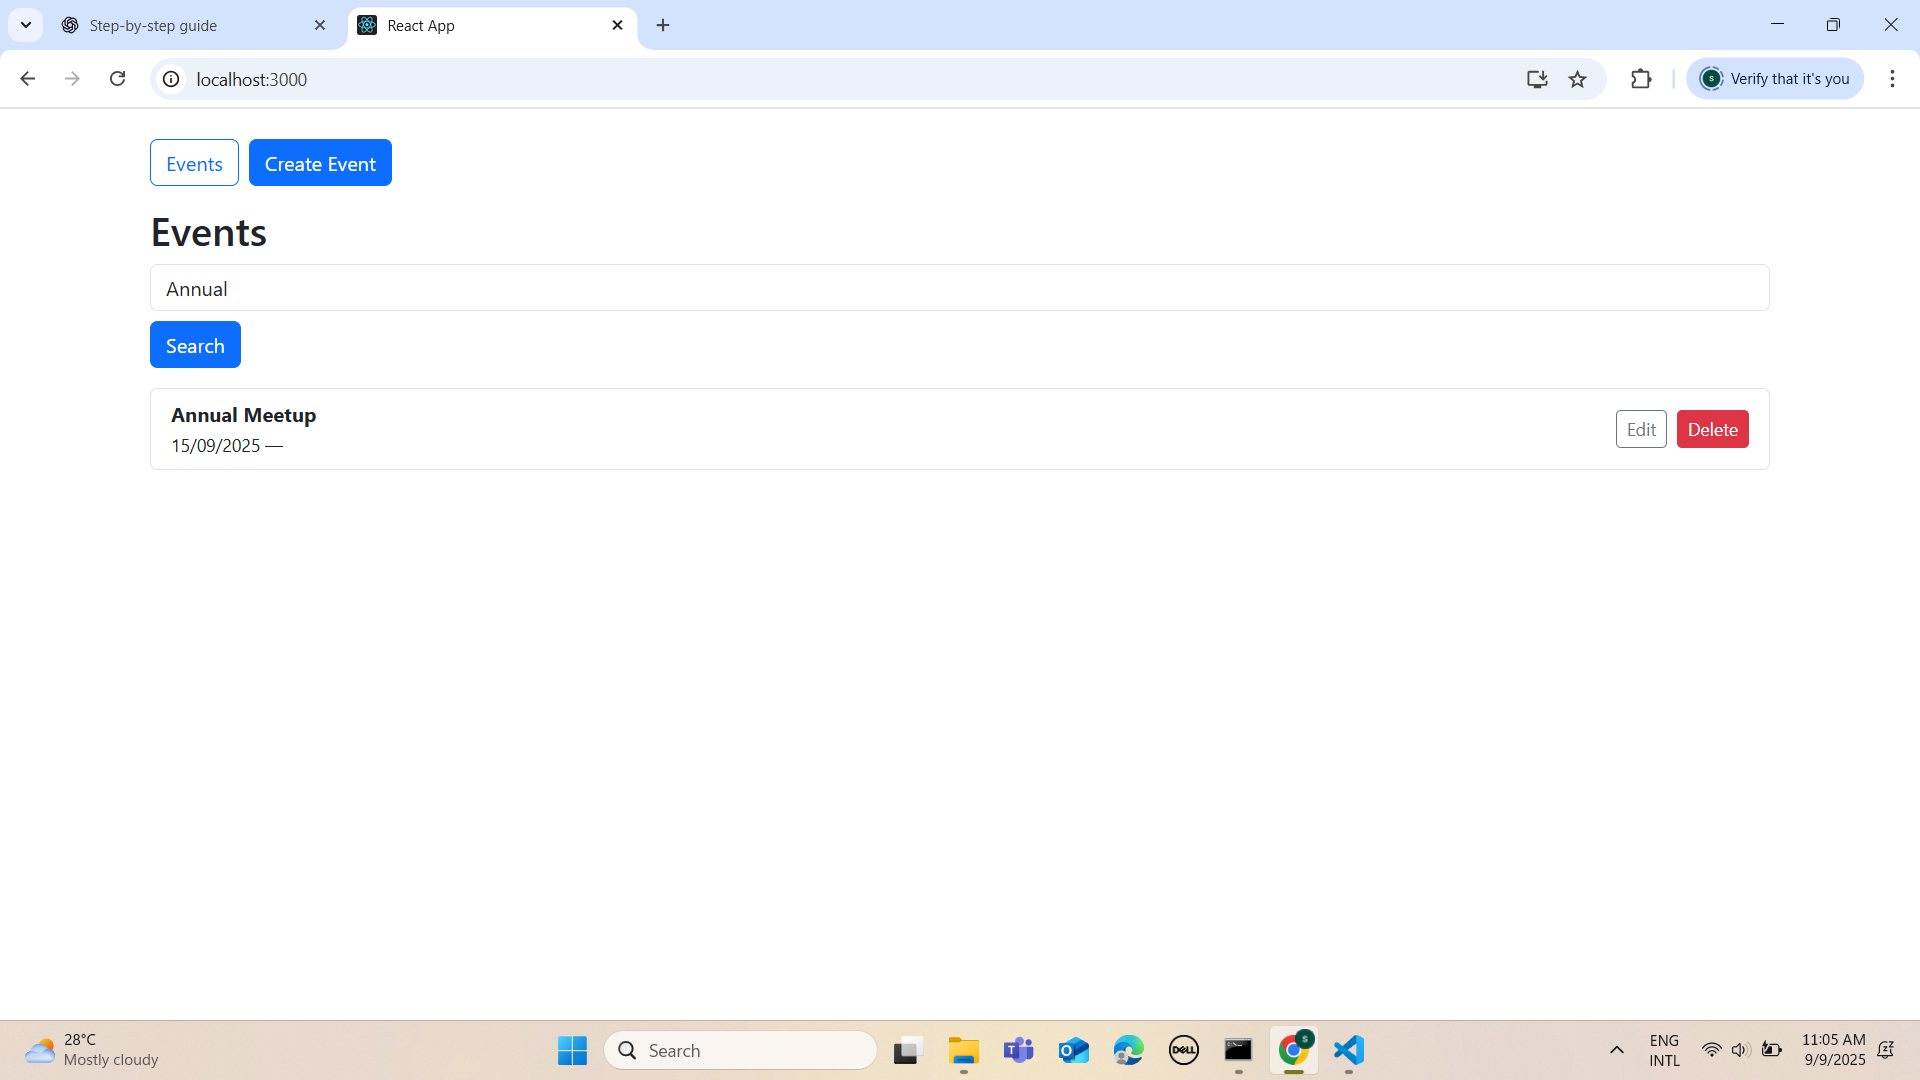 Step-by-step guide
React App
localhost:3000
Verify that it's you
Events
Create Event
Events
Annual
Search
Annual Meetup
15/09/2025 —
Edit
Delete
28°C
Mostly cloudy
Search
DELL
ENG
INTL
11:05 AM
9/9/2025